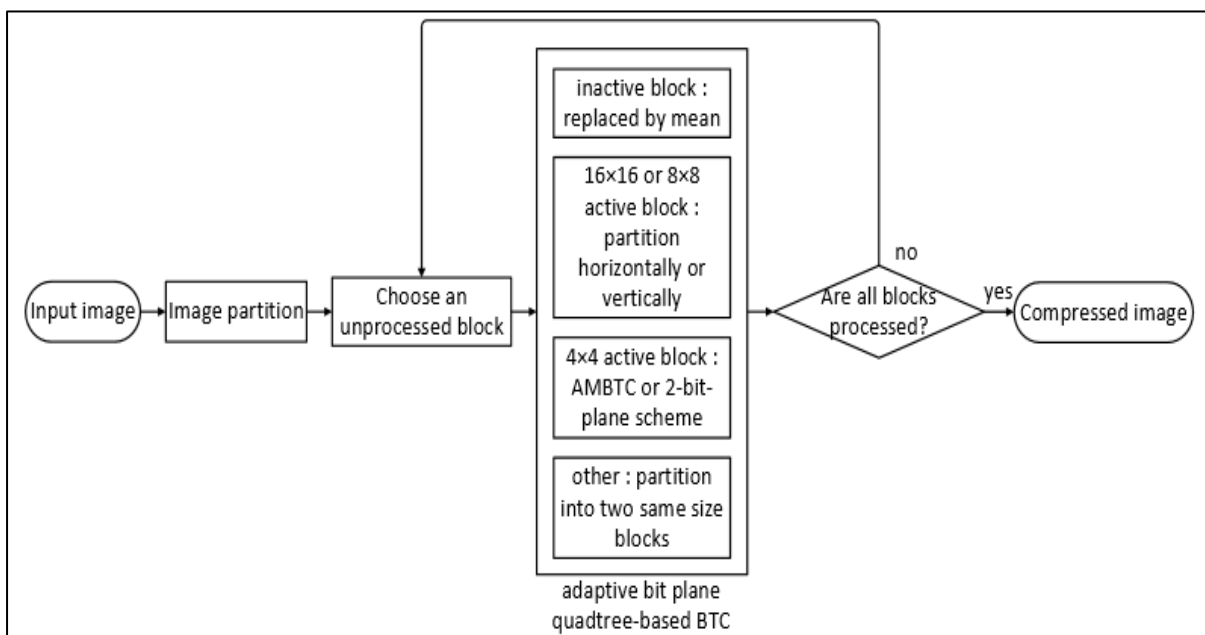 Input image
Image partition
Choose an
unprocessed block
inactive block :
replaced by mean
16×16 or 8×8
active block :
partition
horizontally or
vertically
4×4 active block :
AMBTC or 2-bit-
plane scheme
other : partition
into two same size
blocks
adaptive bit plane
quadtree-based BTC
Are all blocks
processed?
no
yes
Compressed image